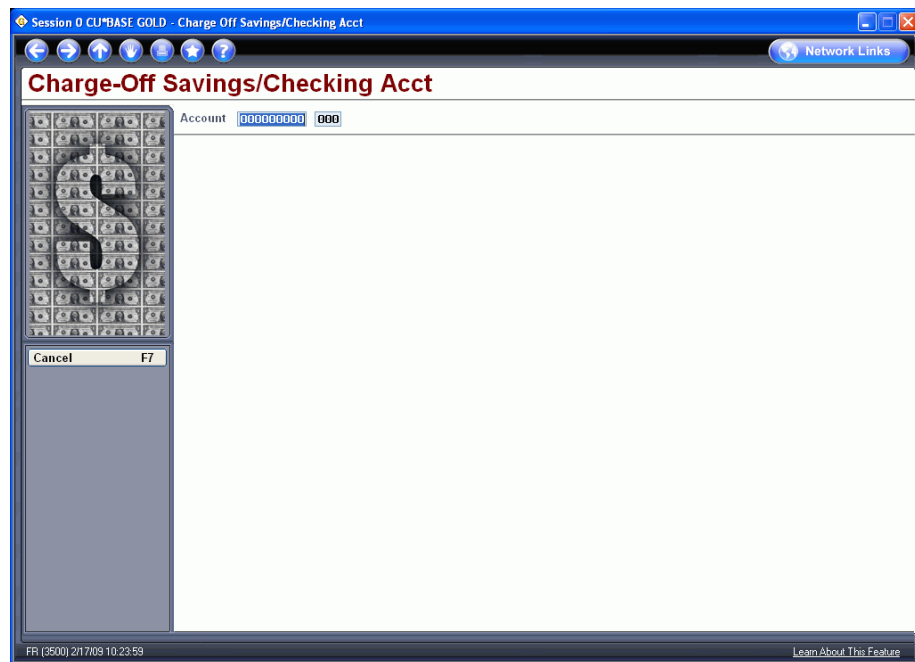 Session 0 CU*BASE GOLD - Charge Off Savings/Checking Acct
Network Links
Charge-Off Savings/Checking Acct
Account 000000000 000
Cancel F7
FR (3500) 2/17/09 10:23:59
Learn About This Feature